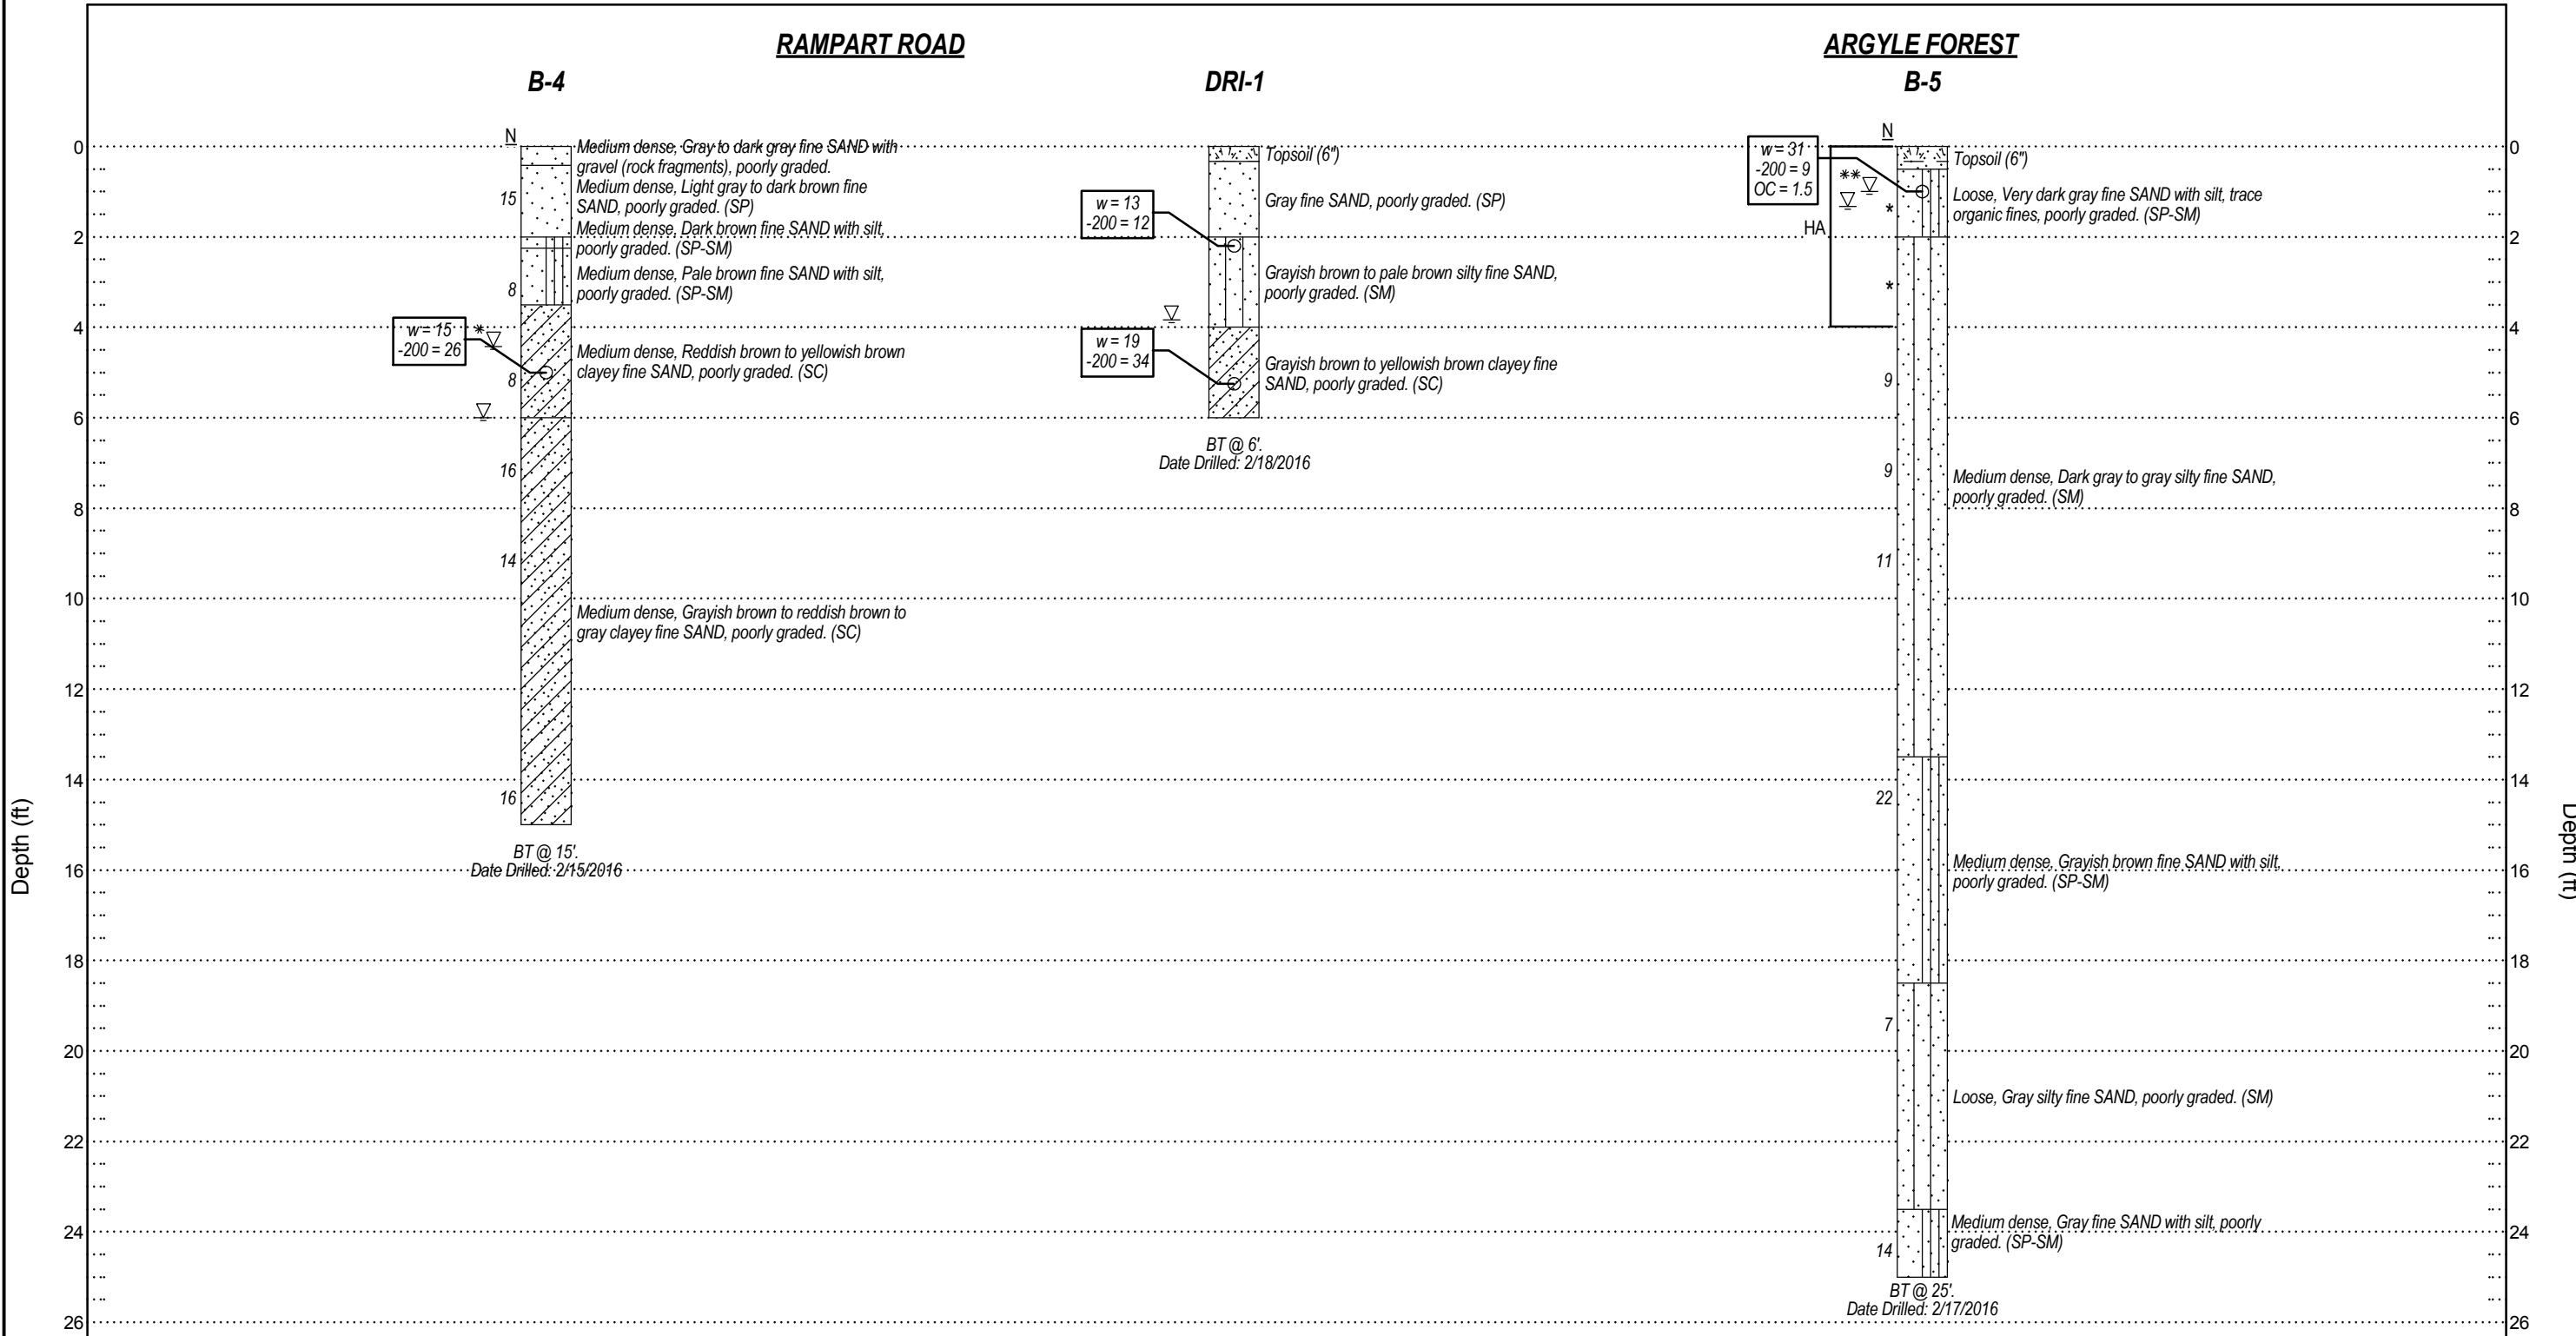 RAMPART ROAD
ARGYLE FOREST
B-4
DRI-1
B-5
N
Medium dense, Gray to dark gray fine SAND with
gravel (rock fragments), poorly graded.
15
Medium dense, Light gray to dark brown fine
SAND, poorly graded. (SP)
Medium dense, Dark brown fine SAND with silt,
poorly graded. (SP-SM)
8
Medium dense, Pale brown fine SAND with silt,
poorly graded. (SP-SM)
w = 15
-200 = 26
*
8
Medium dense, Reddish brown to yellowish brown
clayey fine SAND, poorly graded. (SC)
16
14
Medium dense, Grayish brown to reddish brown to
gray clayey fine SAND, poorly graded. (SC)
16
BT @ 15'.
Date Drilled: 2/15/2016
Topsoil (6")
w = 13
-200 = 12
Gray fine SAND, poorly graded. (SP)
Grayish brown to pale brown silty fine SAND,
poorly graded. (SM)
w = 19
-200 = 34
Grayish brown to yellowish brown clayey fine
SAND, poorly graded. (SC)
BT @ 6'.
Date Drilled: 2/18/2016
N
w = 31
-200 = 9
OC = 1.5
**
*
HA
*
Topsoil (6")
Loose, Very dark gray fine SAND with silt, trace
organic fines, poorly graded. (SP-SM)
9
9
Medium dense, Dark gray to gray silty fine SAND,
poorly graded. (SM)
11
22
Medium dense, Grayish brown fine SAND with silt,
poorly graded. (SP-SM)
7
Loose, Gray silty fine SAND, poorly graded. (SM)
Medium dense, Gray fine SAND with silt, poorly
graded. (SP-SM)
14
BT @ 25'.
Date Drilled: 2/17/2016
Depth (ft)
0
2
4
6
8
10
12
14
16
18
20
22
24
26
0
2
4
6
8
10
12
14
16
18
20
22
24
26
Depth (ft)